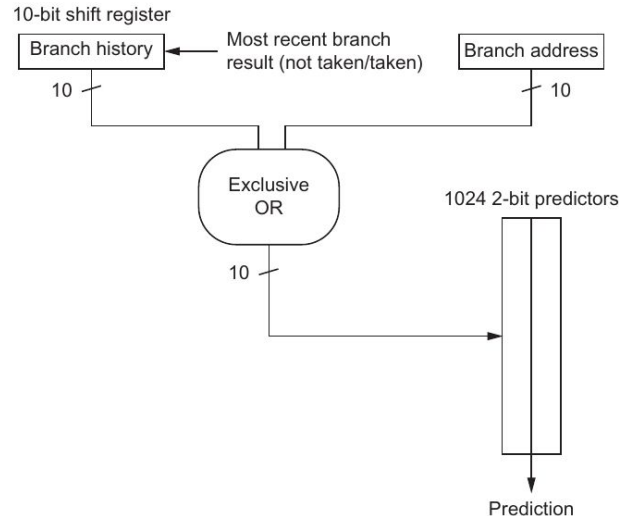 10-bit shift register
Branch history
Most recent branch
result (not taken/taken)
Branch address
10
10
Exclusive
OR
1024 2-bit predictors
10
Prediction